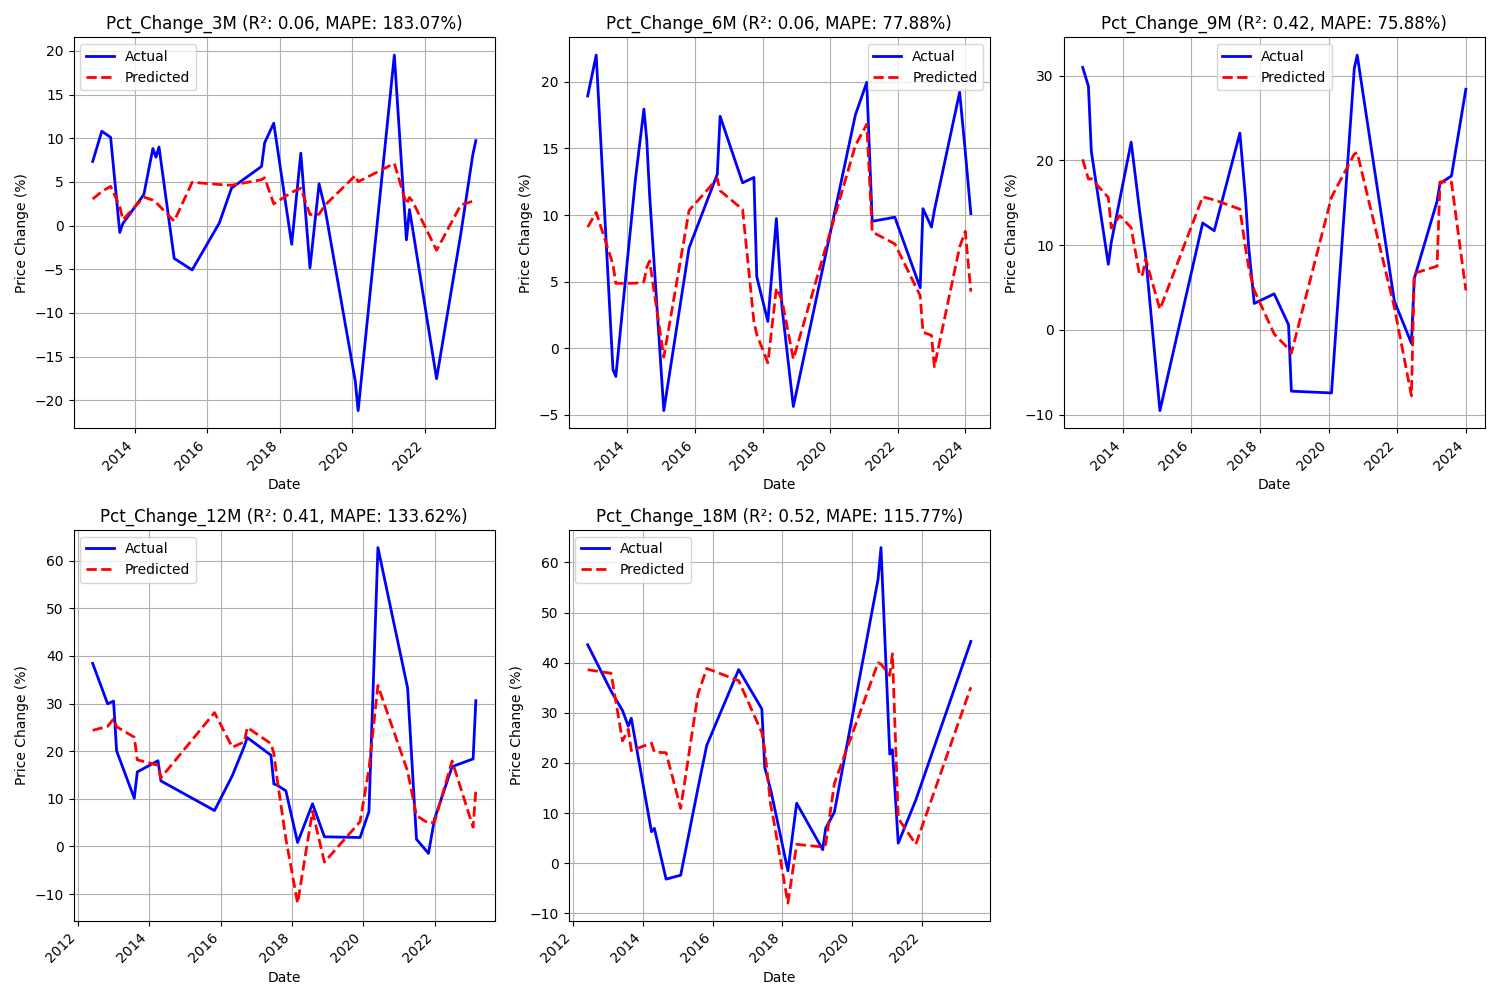 Pct_Change_3M (R²: 0.06, MAPE: 183.07%)
Actual
Predicted
Price Change (%)
20
15
10
5
0
−5
−10
−15
−20
2014
2016
2018
2020
2022
Date
Pct_Change_6M (R²: 0.06, MAPE: 77.88%)
Actual
Predicted
Price Change (%)
20
15
10
5
0
−5
2014
2016
2018
2020
2022
2024
Date
Pct_Change_9M (R²: 0.42, MAPE: 75.88%)
Actual
Predicted
Price Change (%)
30
20
10
0
−10
2014
2016
2018
2020
2022
2024
Date
Pct_Change_12M (R²: 0.41, MAPE: 133.62%)
Actual
Predicted
Price Change (%)
60
50
40
30
20
10
0
−10
2012
2014
2016
2018
2020
2022
Date
Pct_Change_18M (R²: 0.52, MAPE: 115.77%)
Actual
Predicted
Price Change (%)
60
50
40
30
20
10
0
−10
2012
2014
2016
2018
2020
2022
Date